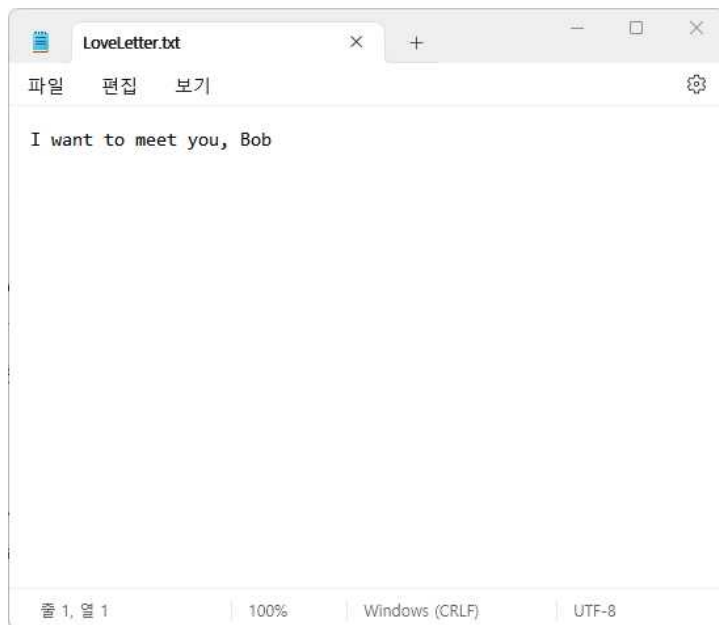 LoveLetter.txt
파일 편집 보기
I want to meet you, Bob
줄 1, 열 1 100% Windows (CRLF) UTF-8